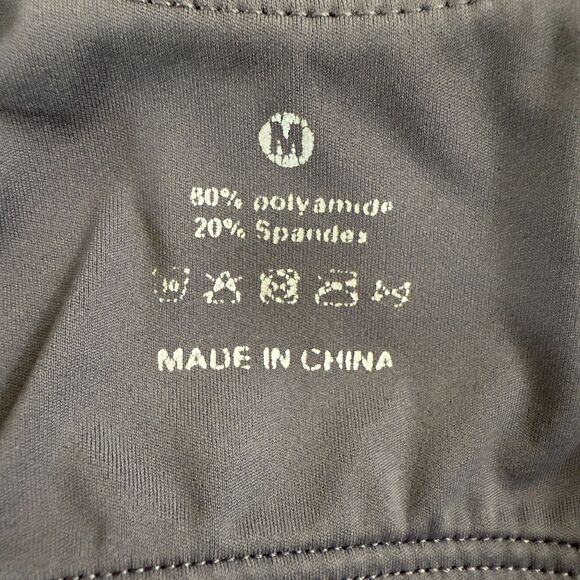 M
80% polyamide
20% Spandex
MADE IN CHINA